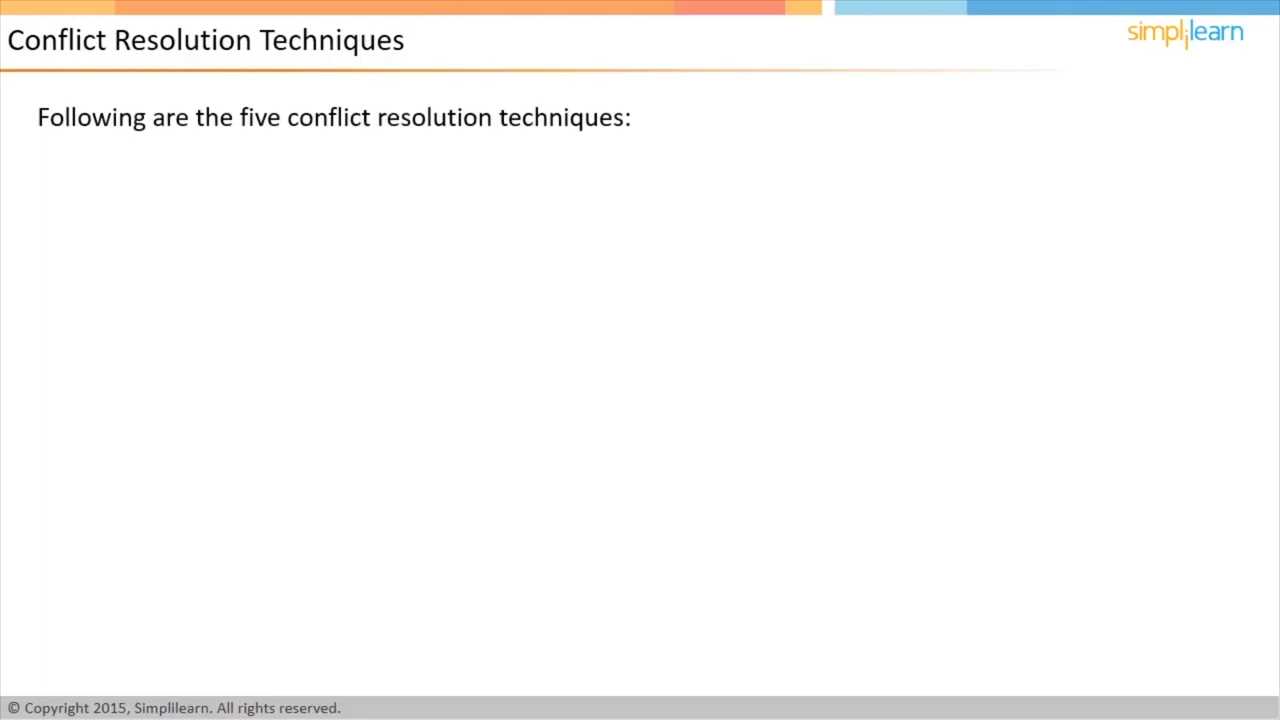 Conflict Resolution Techniques
simplilearn
Following are the five conflict resolution techniques:
© Copyright 2015, Simplilearn. All rights reserved.